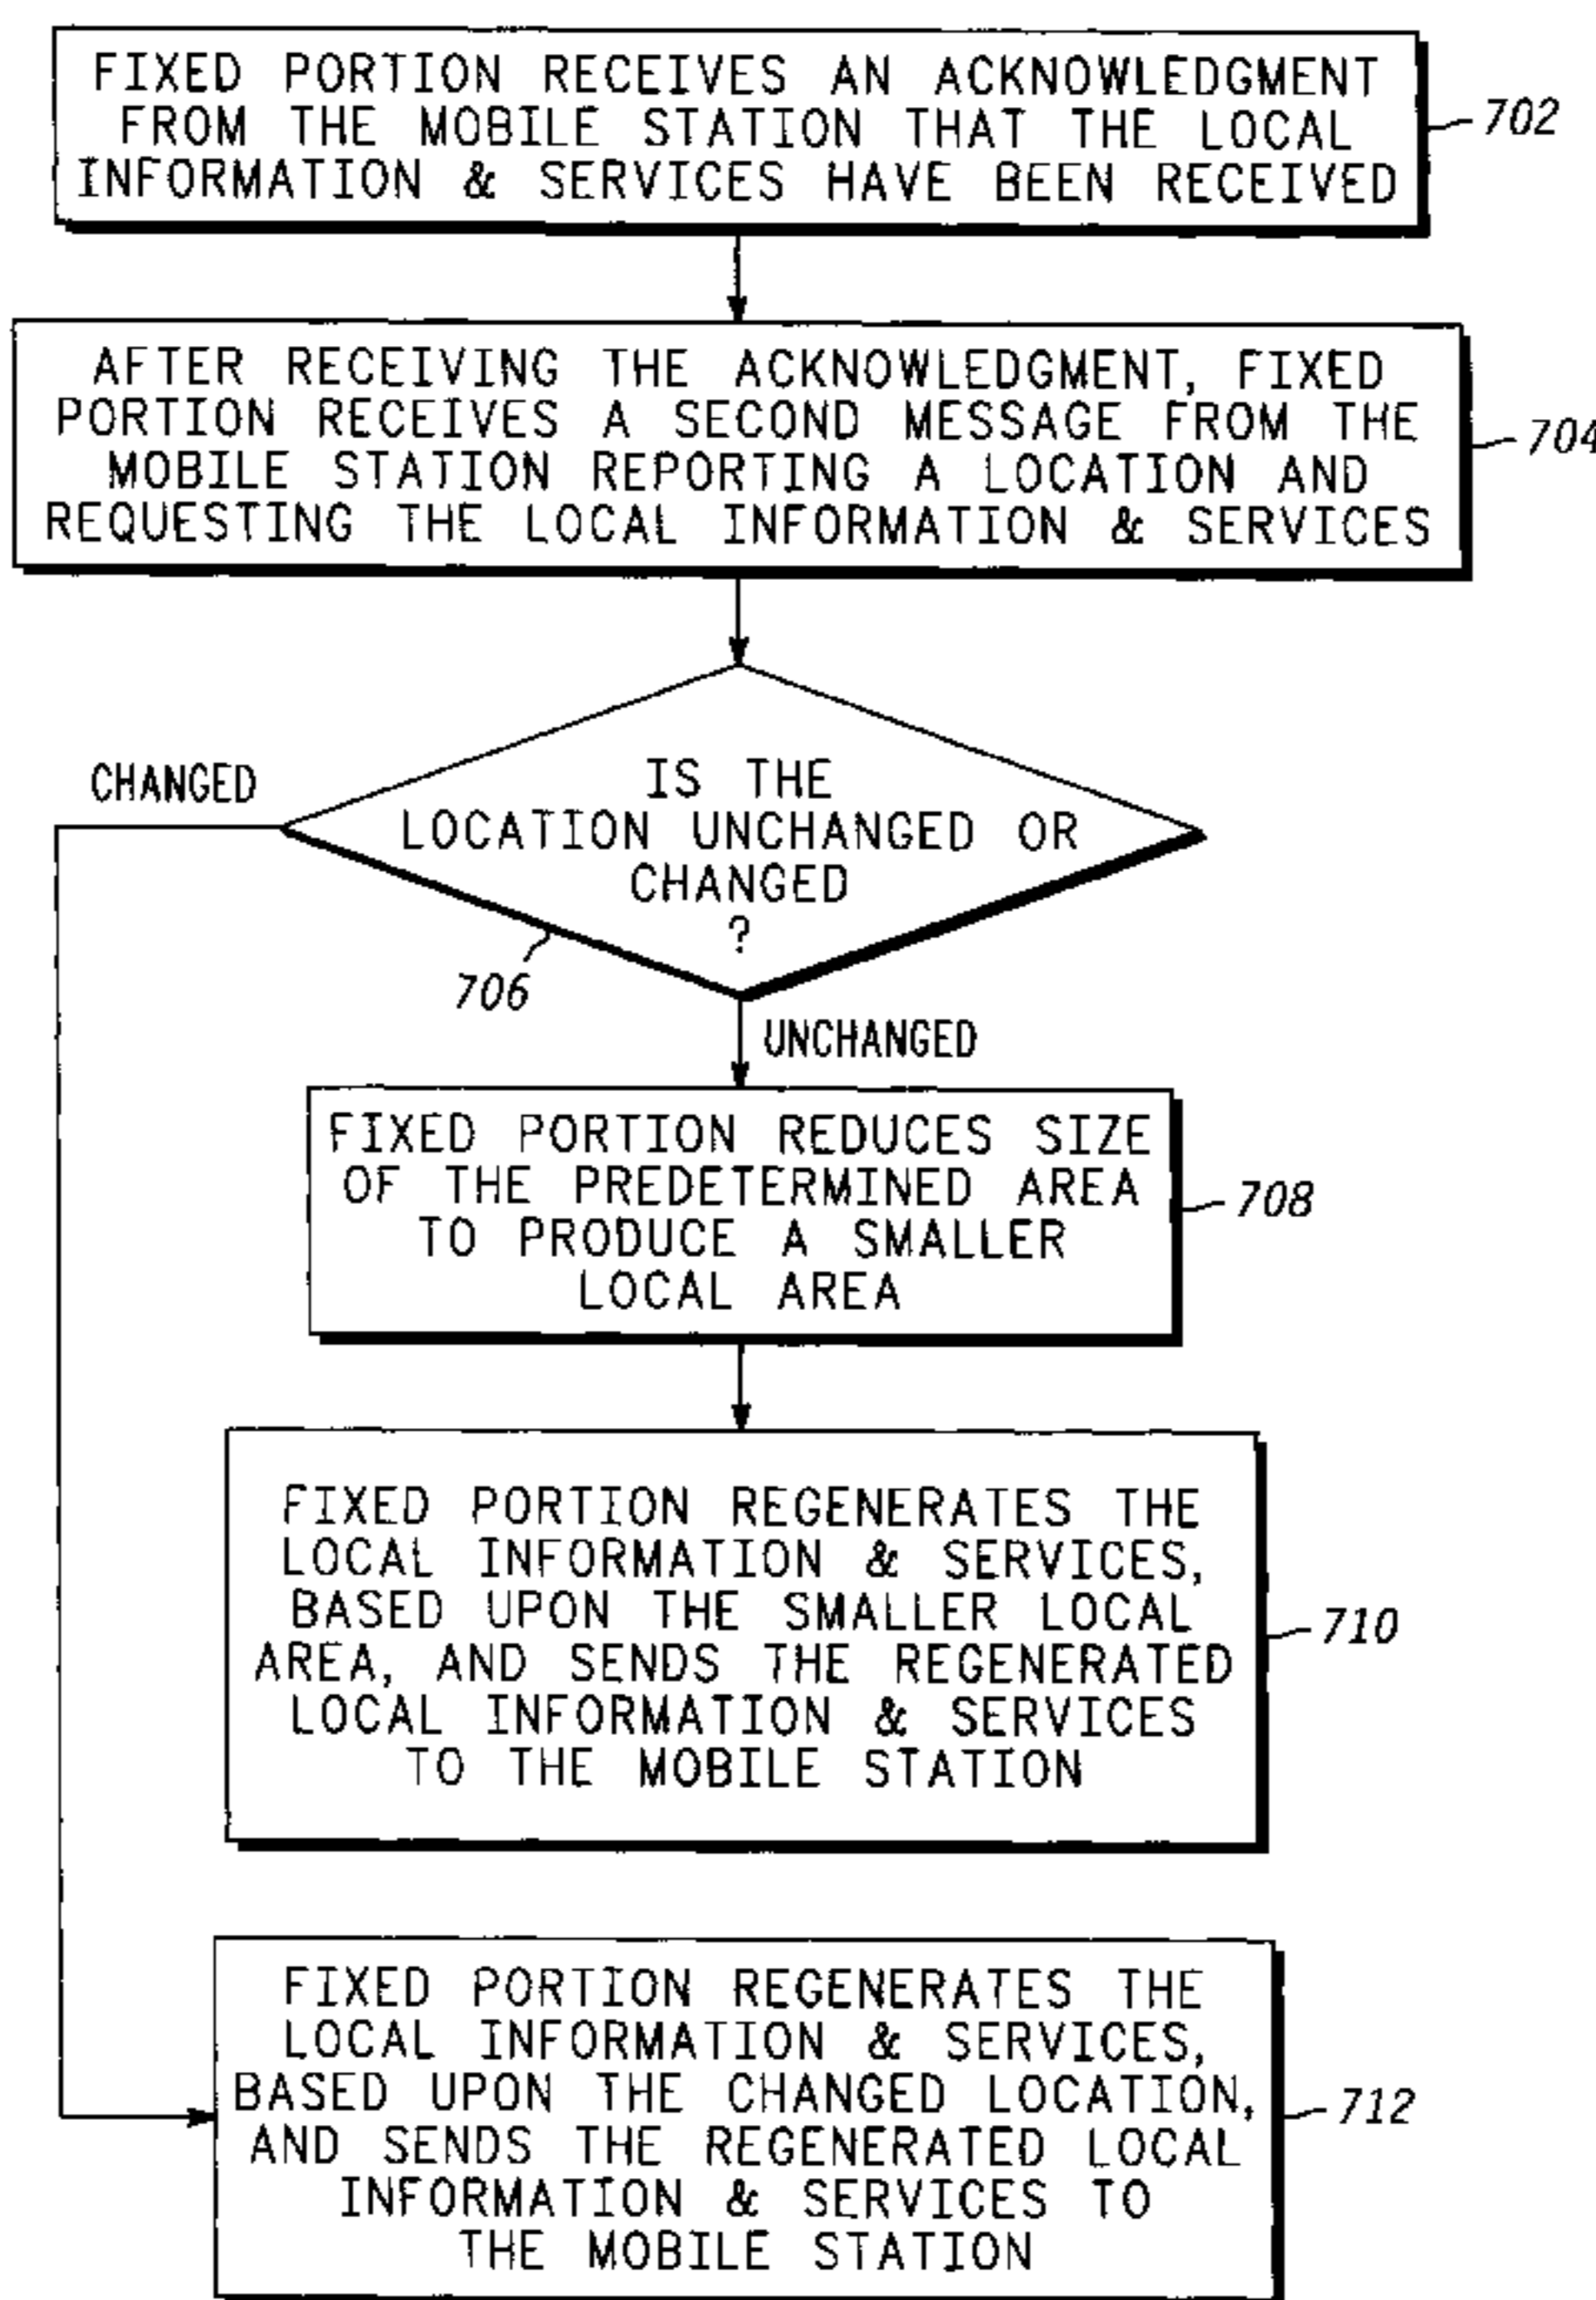 FIXED PORTION RECEIVES AN ACKNOWLEDGMENT
FROM THE MOBILE STATION THAT THE LOCAL
INFORMATION & SERVICES HAVE BEEN RECEIVED
702
AFTER RECEIVING THE ACKNOWLEDGMENT, FIXED
PORTION RECEIVES A SECOND MESSAGE FROM THE
MOBILE STATION REPORTING A LOCATION AND
REQUESTING THE LOCAL INFORMATION & SERVICES
704
CHANGED
IS THE
LOCATION UNCHANGED OR
CHANGED
?
706
UNCHANGED
FIXED PORTION REDUCES SIZE
OF THE PREDETERMINED AREA
TO PRODUCE A SMALLER
LOCAL AREA
708
FIXED PORTION REGENERATES THE
LOCAL INFORMATION & SERVICES,
BASED UPON THE SMALLER LOCAL
AREA, AND SENDS THE REGENERATED
LOCAL INFORMATION & SERVICES
TO THE MOBILE STATION
710
FIXED PORTION REGENERATES THE
LOCAL INFORMATION & SERVICES,
BASED UPON THE CHANGED LOCATION,
AND SENDS THE REGENERATED LOCAL
INFORMATION & SERVICES TO
THE MOBILE STATION
712